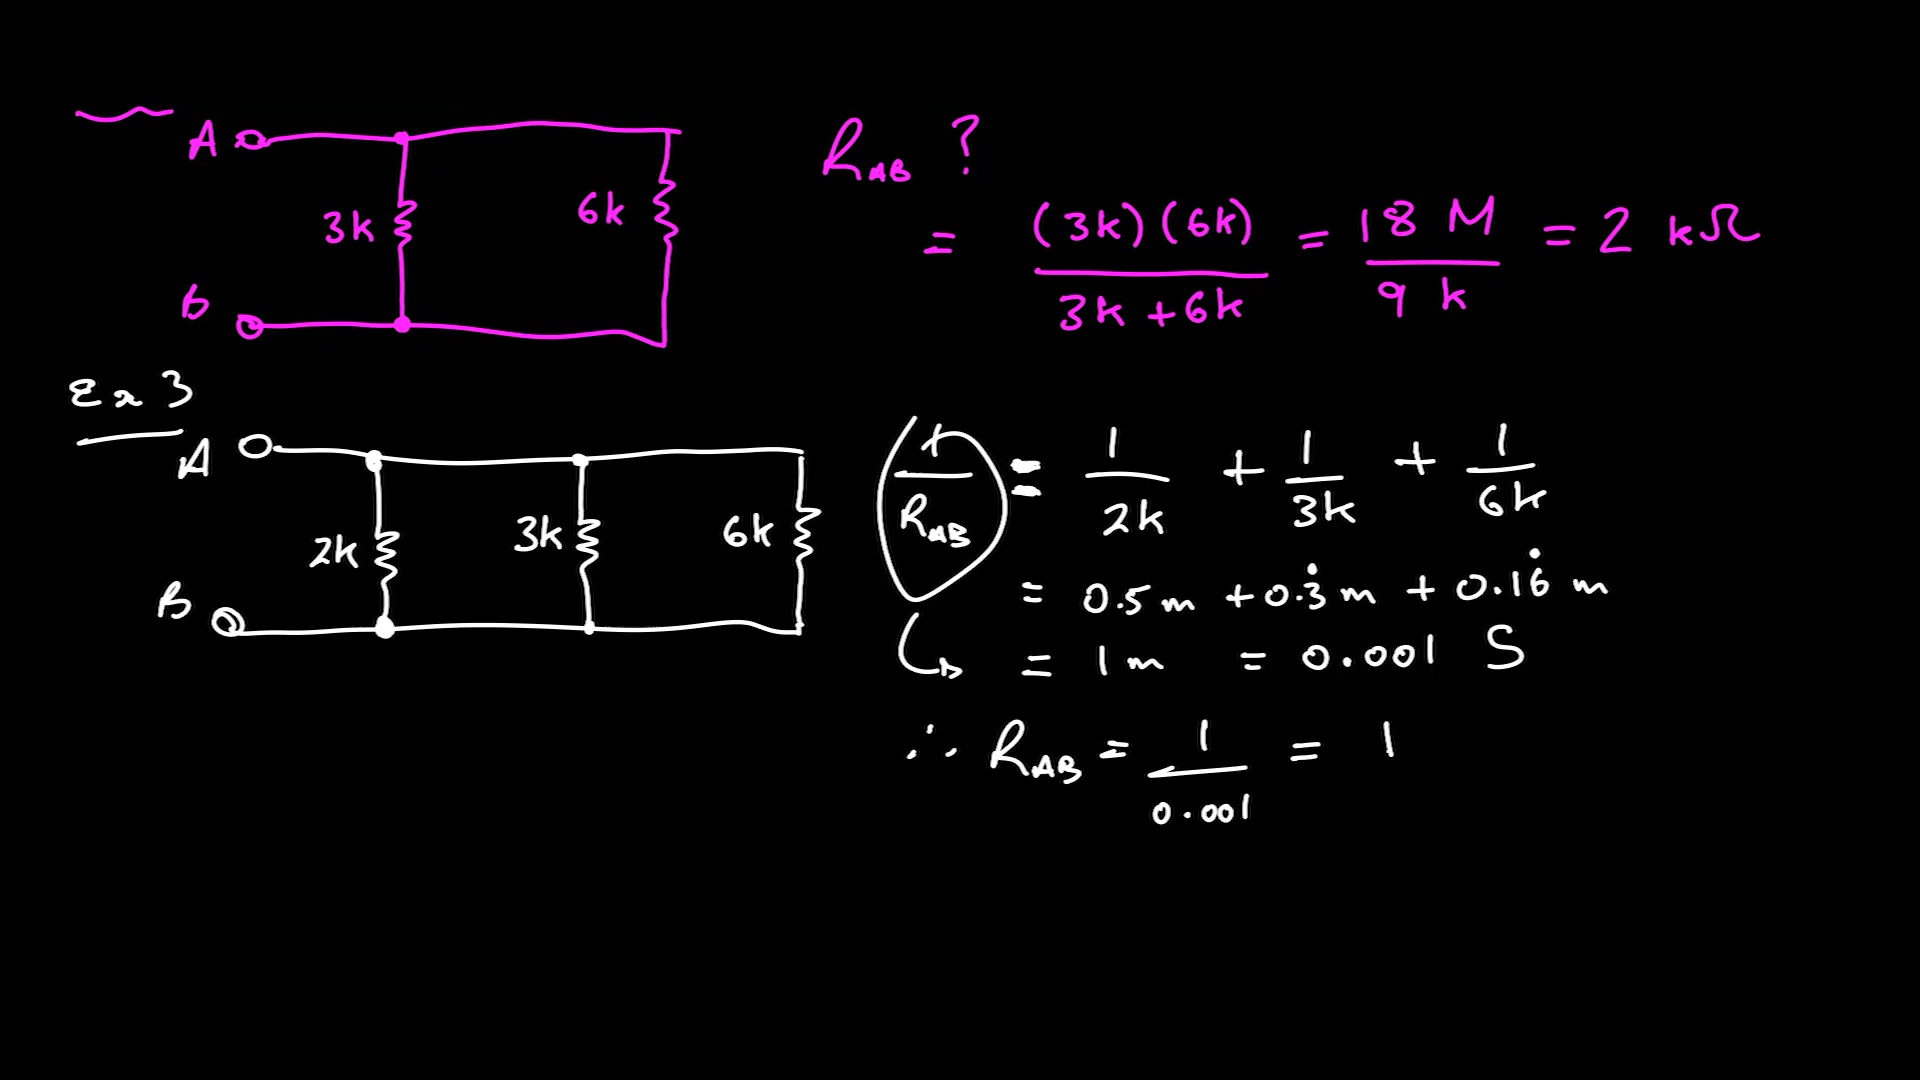 A
3k
6k
B
R_AB ?
= (3k)(6k) / 3k + 6k = 18 M / 9 k = 2 kΩ
Ex 3
A
2k
3k
6k
B
1 / R_AB = 1 / 2k + 1 / 3k + 1 / 6k
= 0.5 m + 0.3̇ m + 0.16̇ m
= 1 m = 0.001 S
∴ R_AB = 1 / 0.001 = 1